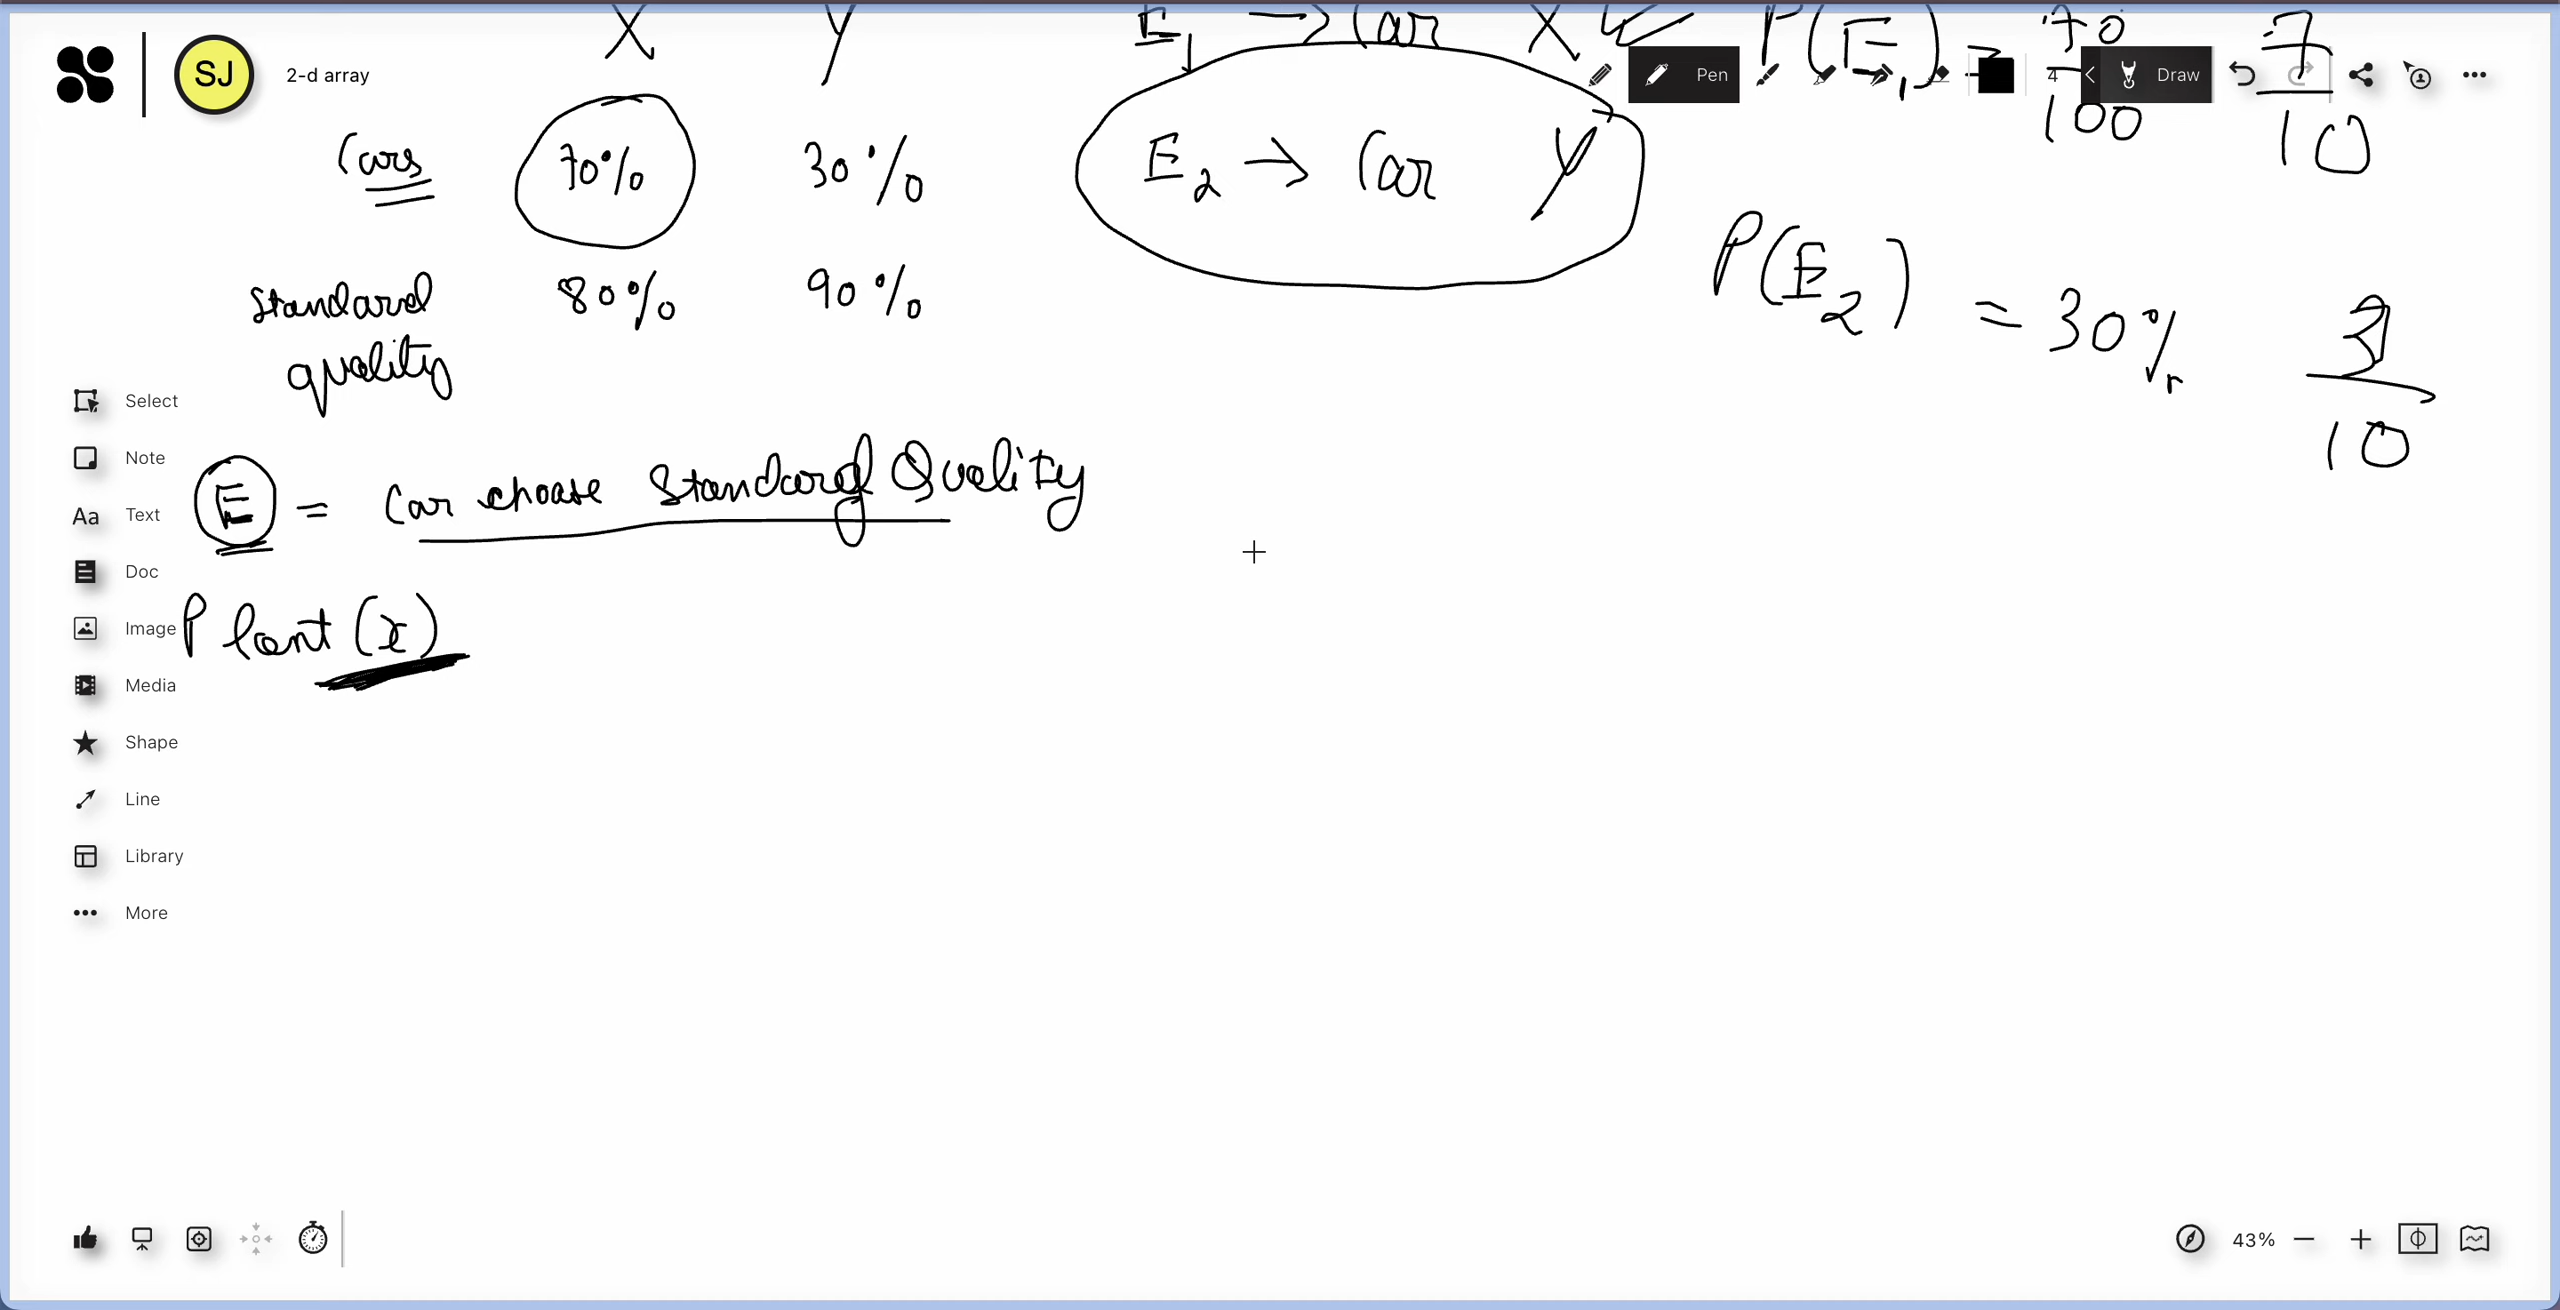 X Y E1 → Car X P(E1) = 70/100 7/10
SJ 2-d array
Pen 4 Draw
Cars 70% 30% E2 → Car Y
Standard quality 80% 90%
P(E2) = 30% 3/10
Select
Note
E = Car choose Standard Quality
Aa Text
Doc
Image
Plant (x)
Media
Shape
Line
Library
More
43%